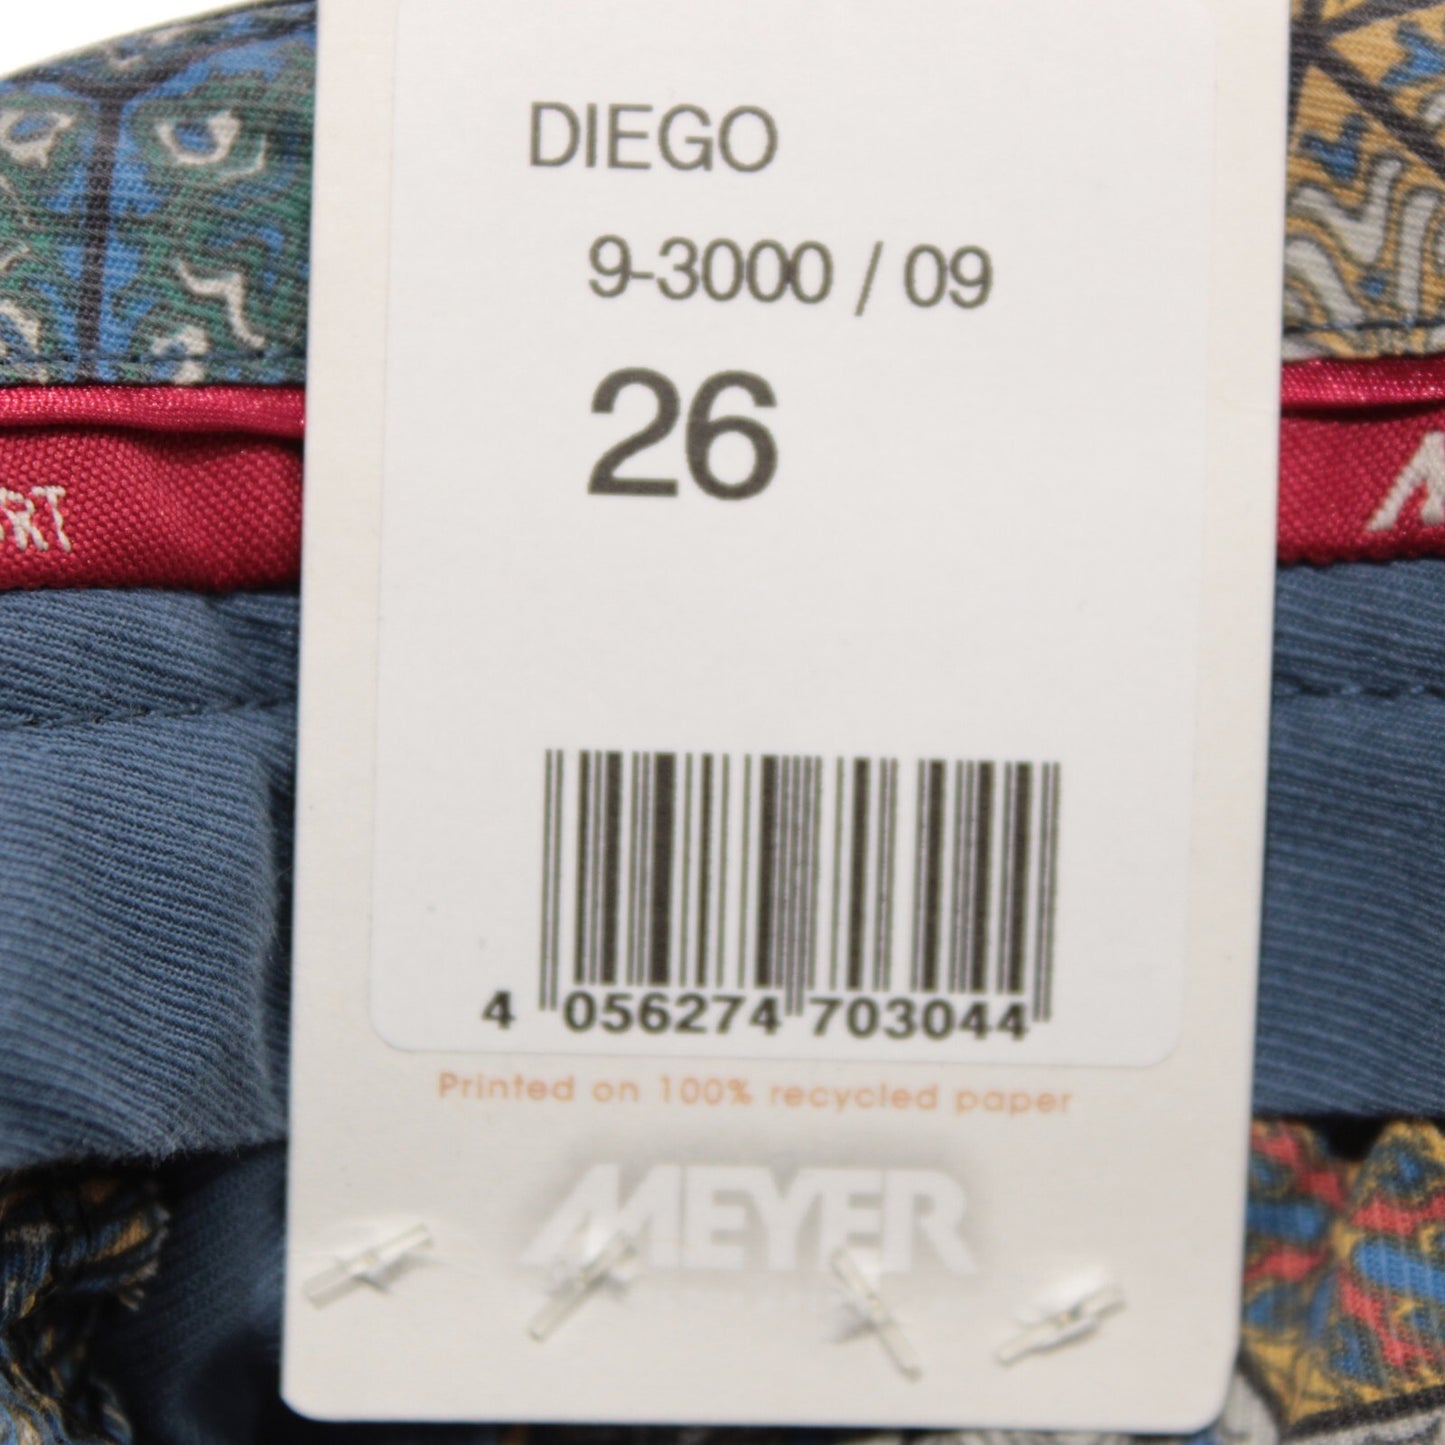 DIEGO
9-3000 / 09
26
4 056274 703044
Printed on 100% recycled paper
MEYER